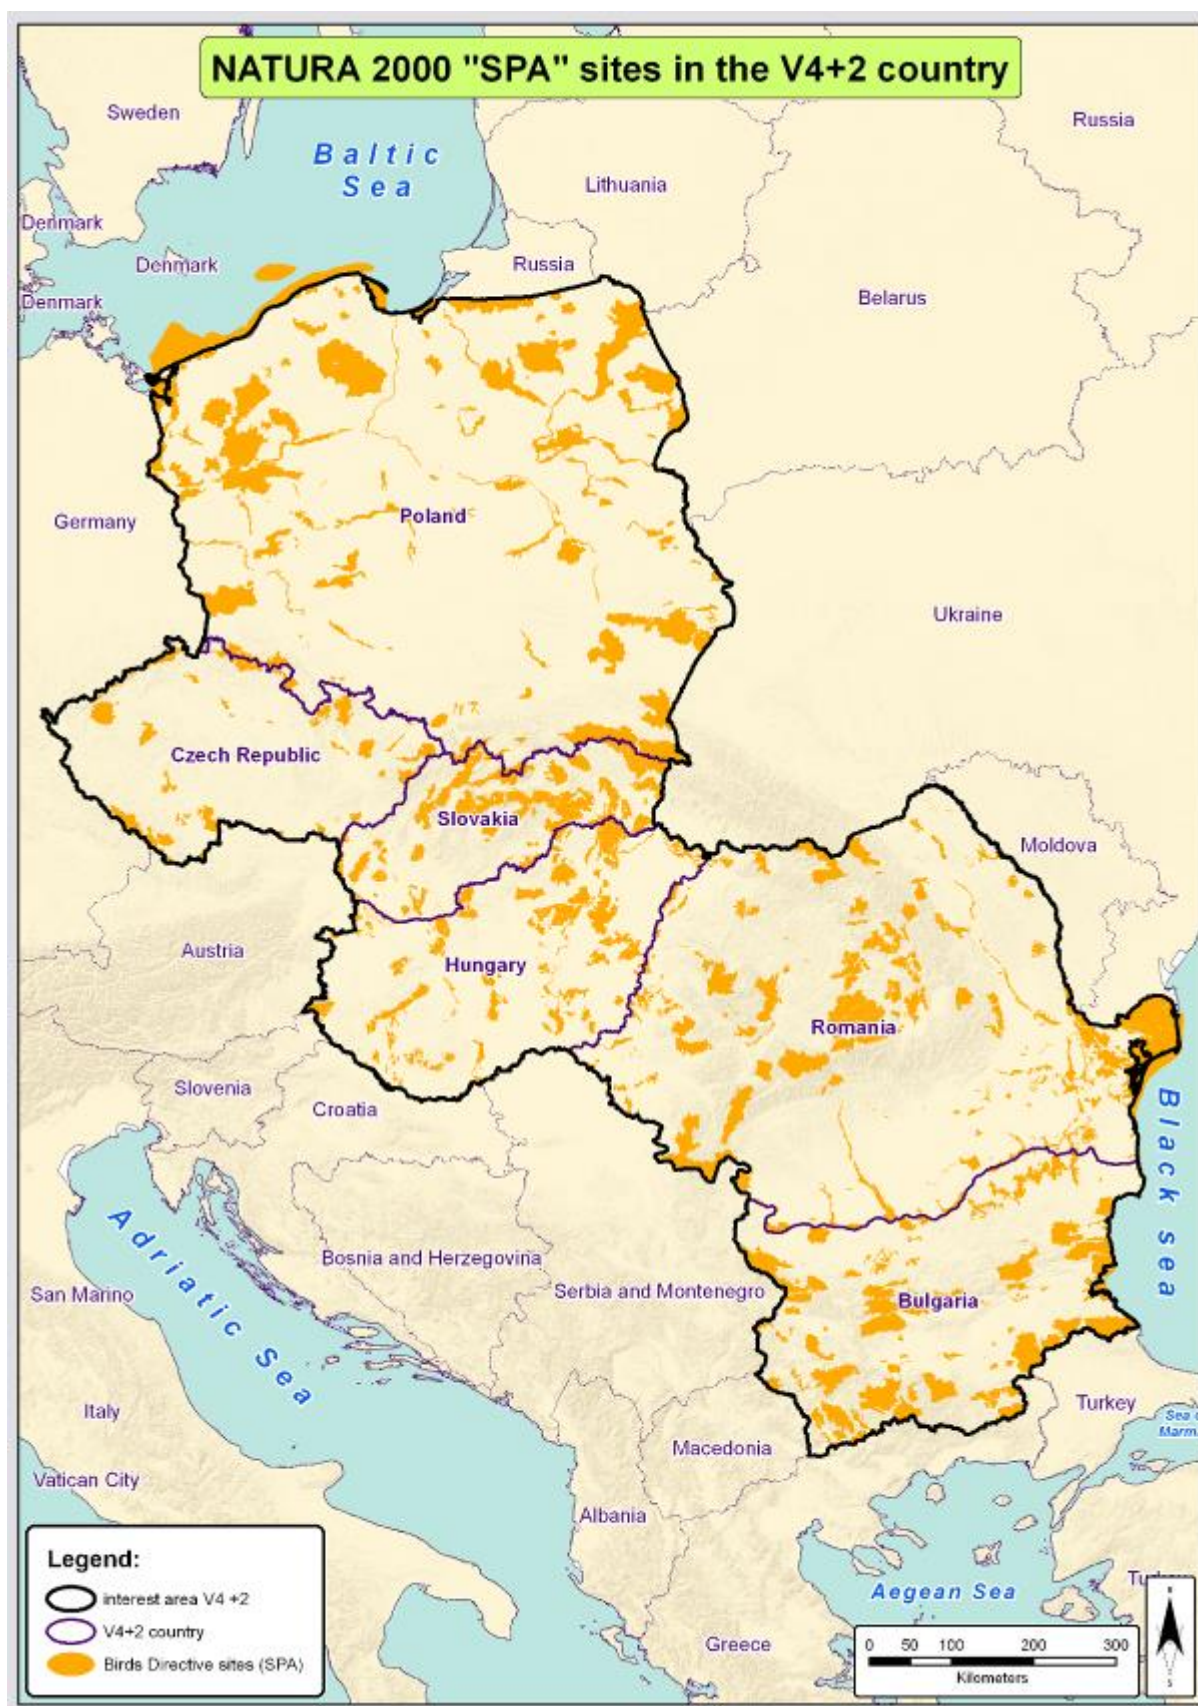 NATURA 2000 "SPA" sites in the V4+2 country
Sweden
Russia
Baltic
Sea
Lithuania
Denmark
Denmark
Russia
Denmark
Belarus
Germany
Poland
Ukraine
Czech Republic
Slovakia
Moldova
Austria
Hungary
Romania
Slovenia
Croatia
Black sea
Adriatic Sea
Bosnia and Herzegovina
San Marino
Serbia and Montenegro
Bulgaria
Italy
Turkey
Sea
Macedonia
Vatican City
Albania
Legend:
interest area V4 +2
V4+2 country
Birds Directive sites (SPA)
Aegean Sea
Greece
0 50 100 200 300
Kilometers
N
S